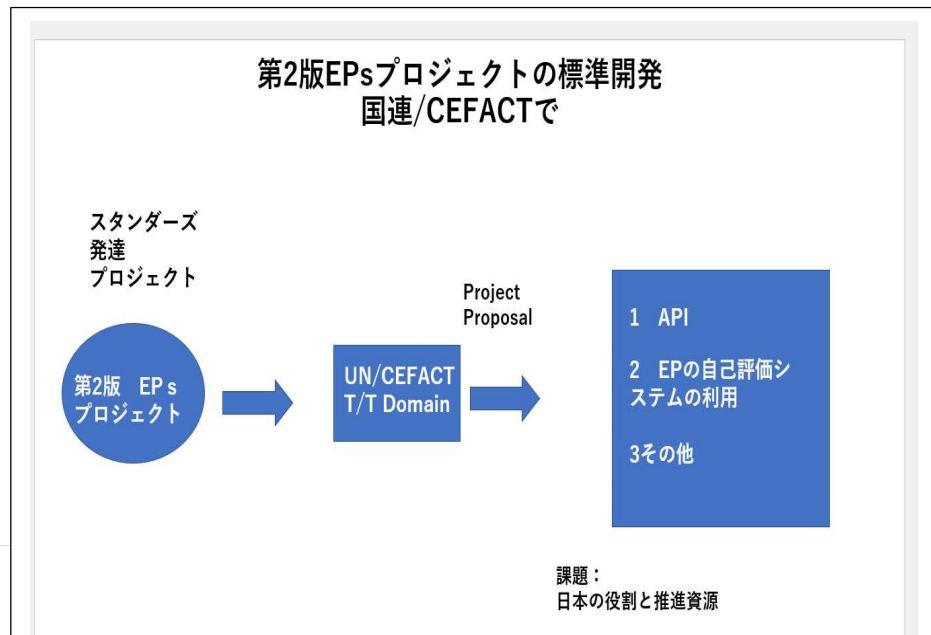 第2版EPsプロジェクトの標準開発
国連/CEFACTで
スタンダーズ
発達
プロジェクト
第2版　EPｓ
プロジェクト
UN/CEFACT
T/T Domain
Project
Proposal
1　API
2　EPの自己評価シ
ステムの利用
3その他
課題：
日本の役割と推進資源